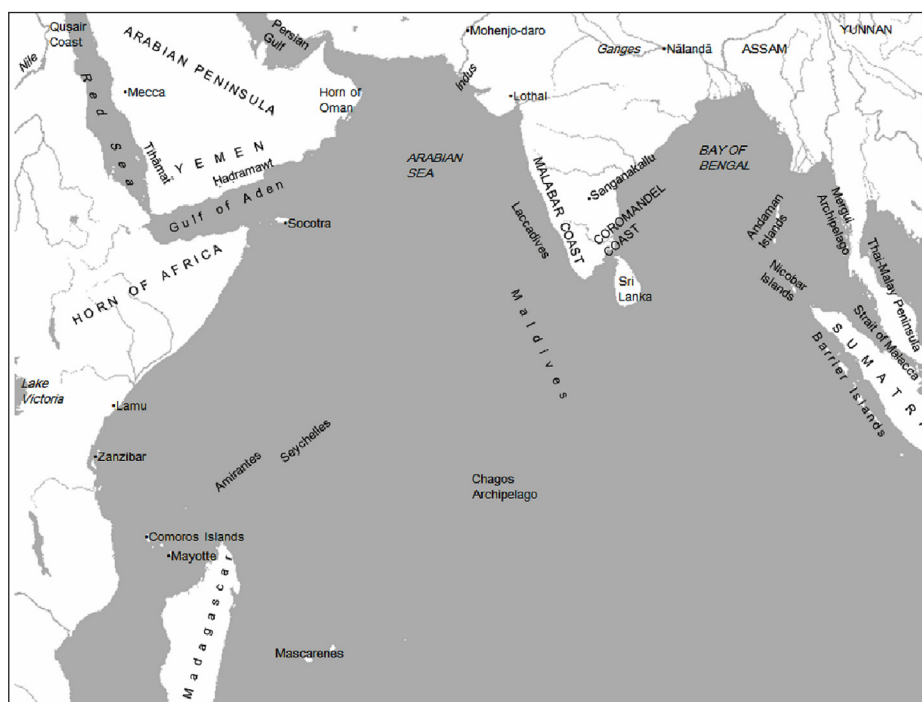 Quṣair
Coast
Persian
Gulf
Mohenjo-daro
Ganges
Nālandā
ASSAM
YUNNAN
Nile
ARABIAN PENINSULA
Indus
Lothal
Red Sea
Mecca
Horn of
Oman
Tihāmat
YEMEN
Hadramawt
ARABIAN
SEA
BAY OF
BENGAL
MALABAR COAST
Sanganakallu
COROMANDEL
COAST
Laccadives
Gulf of Aden
Socotra
Andaman
Islands
Mergui
Archipelago
HORN OF AFRICA
Sri
Lanka
Nicobar
Islands
Thai-Malay Peninsula
Maldives
Strait of Malacca
SUMATR
Barrier Islands
Lake
Victoria
Lamu
Zanzibar
Amirantes
Seychelles
Chagos
Archipelago
Comoros Islands
Mayotte
Madagascar
Mascarenes